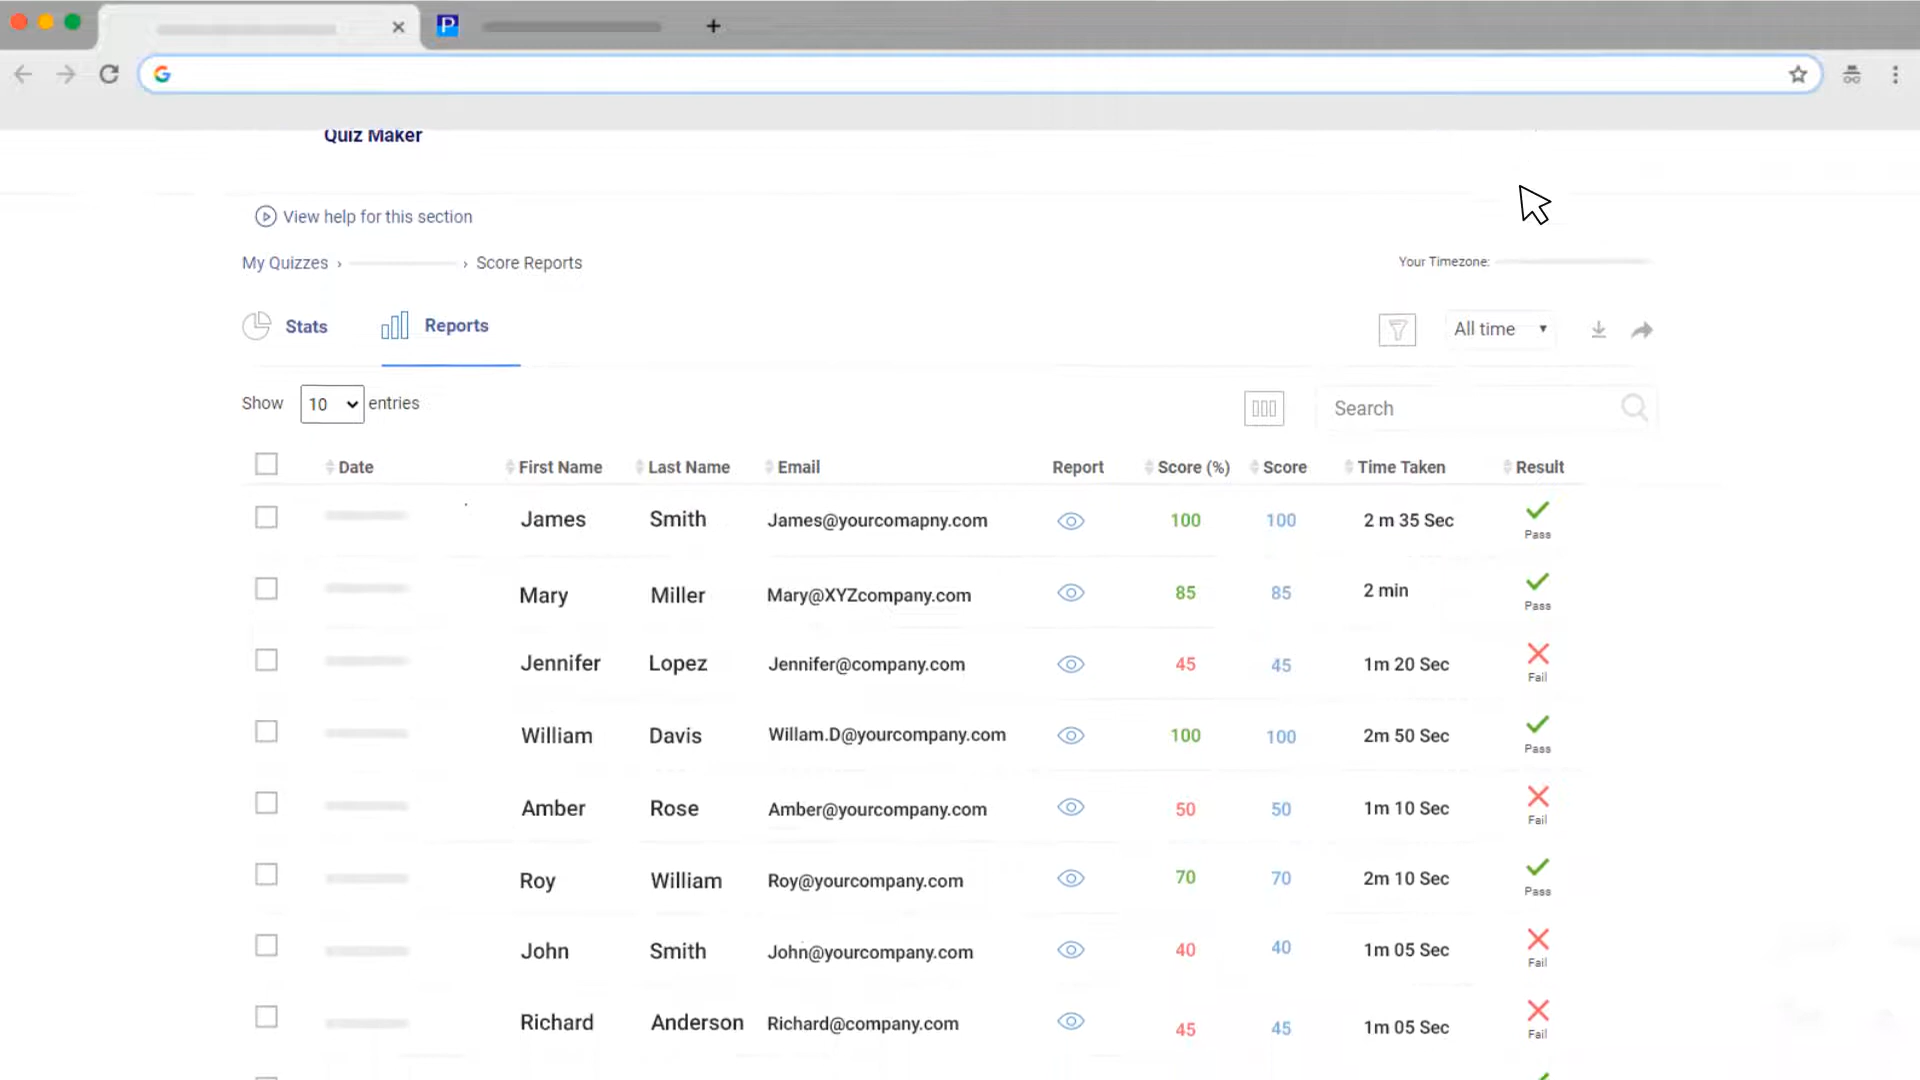 P
Quiz Maker
View help for this section
My Quizzes › › Score Reports
Your Timezone:
Stats Reports
All time
Show 10 entries
Search
Date First Name Last Name Email Report Score (%) Score Time Taken Result
James Smith James@yourcomapny.com 100 100 2 m 35 Sec
Pass
Mary Miller Mary@XYZcompany.com 85 85 2 min
Pass
Jennifer Lopez Jennifer@company.com 45 45 1m 20 Sec
Fail
William Davis Willam.D@yourcompany.com 100 100 2m 50 Sec
Pass
Amber Rose Amber@yourcompany.com 50 50 1m 10 Sec
Fail
Roy William Roy@yourcompany.com 70 70 2m 10 Sec
Pass
John Smith John@yourcompany.com 40 40 1m 05 Sec
Fail
Richard Anderson Richard@company.com 45 45 1m 05 Sec
Fail